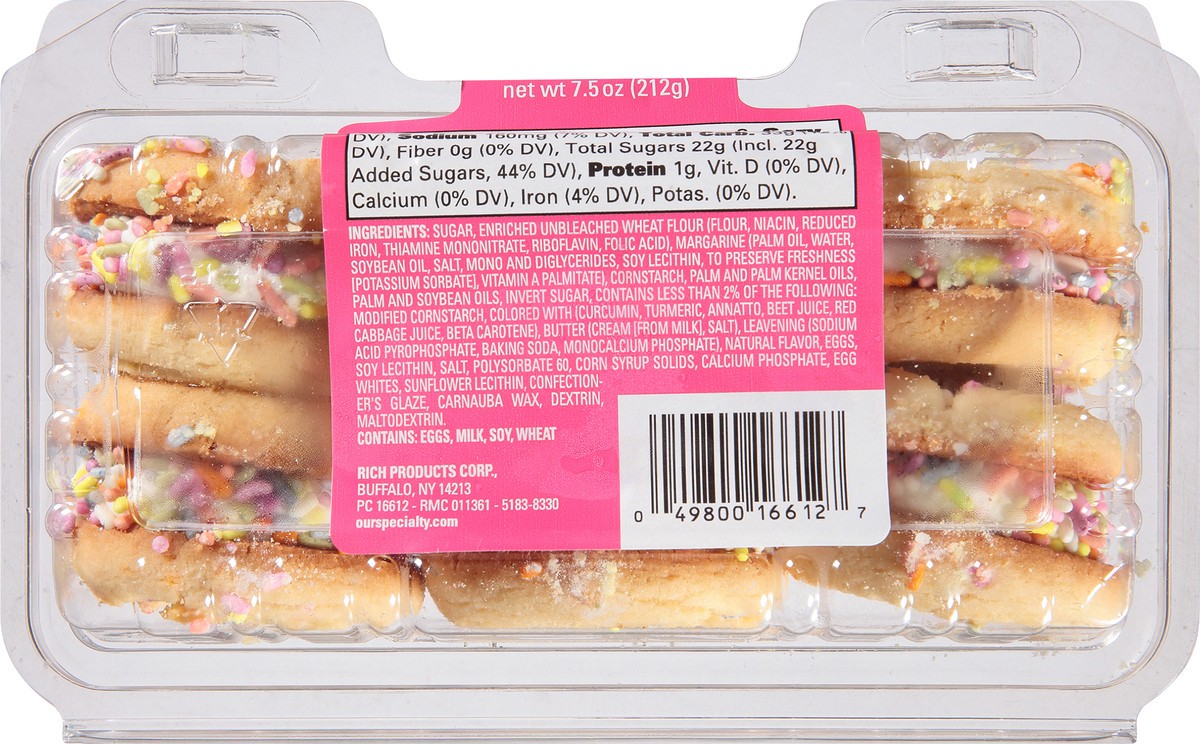 net wt 7.5 oz (212g)
DV), Sodium 160mg (7% DV), Total Carb.
DV), Fiber 0g (0% DV), Total Sugars 22g (Incl. 22g
Added Sugars, 44% DV), Protein 1g, Vit. D (0% DV),
Calcium (0% DV), Iron (4% DV), Potas. (0% DV).
INGREDIENTS: SUGAR, ENRICHED UNBLEACHED WHEAT FLOUR (FLOUR, NIACIN, REDUCED
IRON, THIAMINE MONONITRATE, RIBOFLAVIN, FOLIC ACID), MARGARINE (PALM OIL, WATER,
SOYBEAN OIL, SALT, MONO AND DIGLYCERIDES, SOY LECITHIN, TO PRESERVE FRESHNESS
[POTASSIUM SORBATE], VITAMIN A PALMITATE), CORNSTARCH, PALM AND PALM KERNEL OILS,
PALM AND SOYBEAN OILS, INVERT SUGAR, CONTAINS LESS THAN 2% OF THE FOLLOWING:
MODIFIED CORNSTARCH, COLORED WITH (CURCUMIN, TURMERIC, ANNATTO, BEET JUICE, RED
CABBAGE JUICE, BETA CAROTENE), BUTTER (CREAM [FROM MILK], SALT), LEAVENING (SODIUM
ACID PYROPHOSPHATE, BAKING SODA, MONOCALCIUM PHOSPHATE), NATURAL FLAVOR, EGGS,
SOY LECITHIN, SALT, POLYSORBATE 60, CORN SYRUP SOLIDS, CALCIUM PHOSPHATE, EGG
WHITES, SUNFLOWER LECITHIN, CONFECTION-
ER'S GLAZE, CARNAUBA WAX, DEXTRIN,
MALTODEXTRIN.
CONTAINS: EGGS, MILK, SOY, WHEAT
RICH PRODUCTS CORP.,
BUFFALO, NY 14213
PC 16612 - RMC 011361 - 5183-8330
ourspecialty.com
0 49800 16612 7